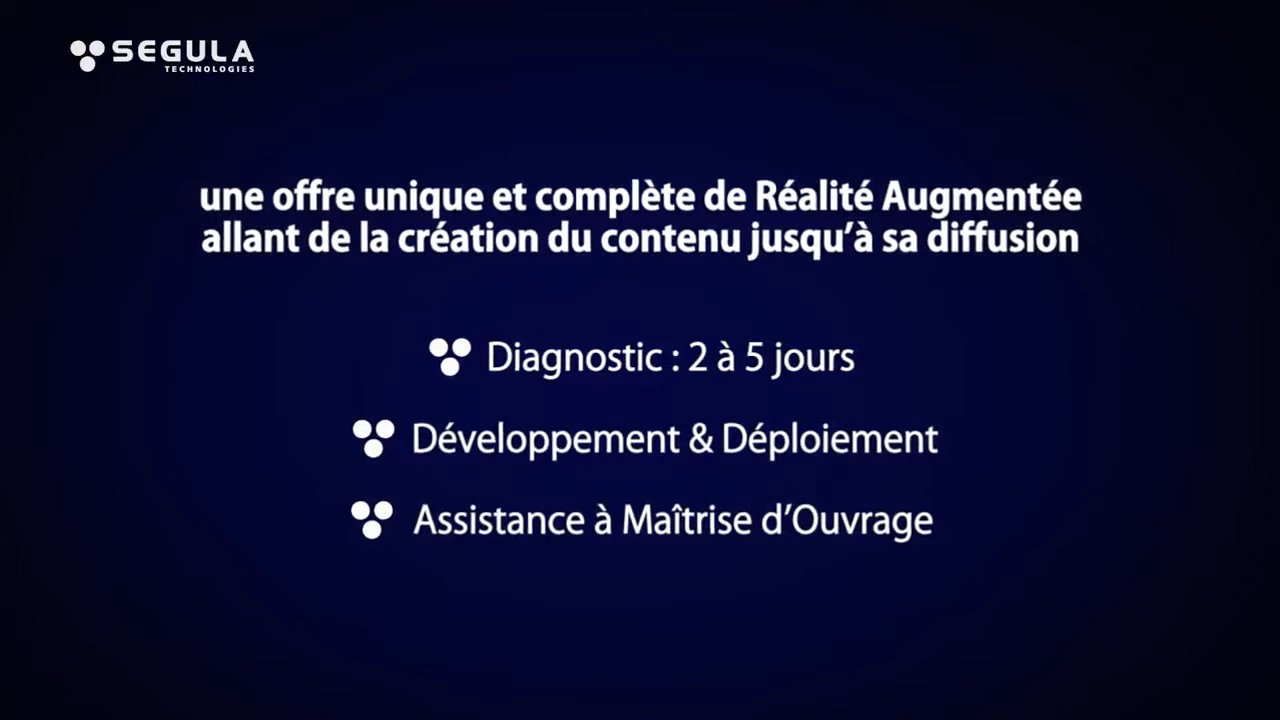 SEGULA
TECHNOLOGIES
une offre unique et complète de Réalité Augmentée
allant de la création du contenu jusqu’à sa diffusion
Diagnostic : 2 à 5 jours
Développement & Déploiement
Assistance à Maîtrise d’Ouvrage